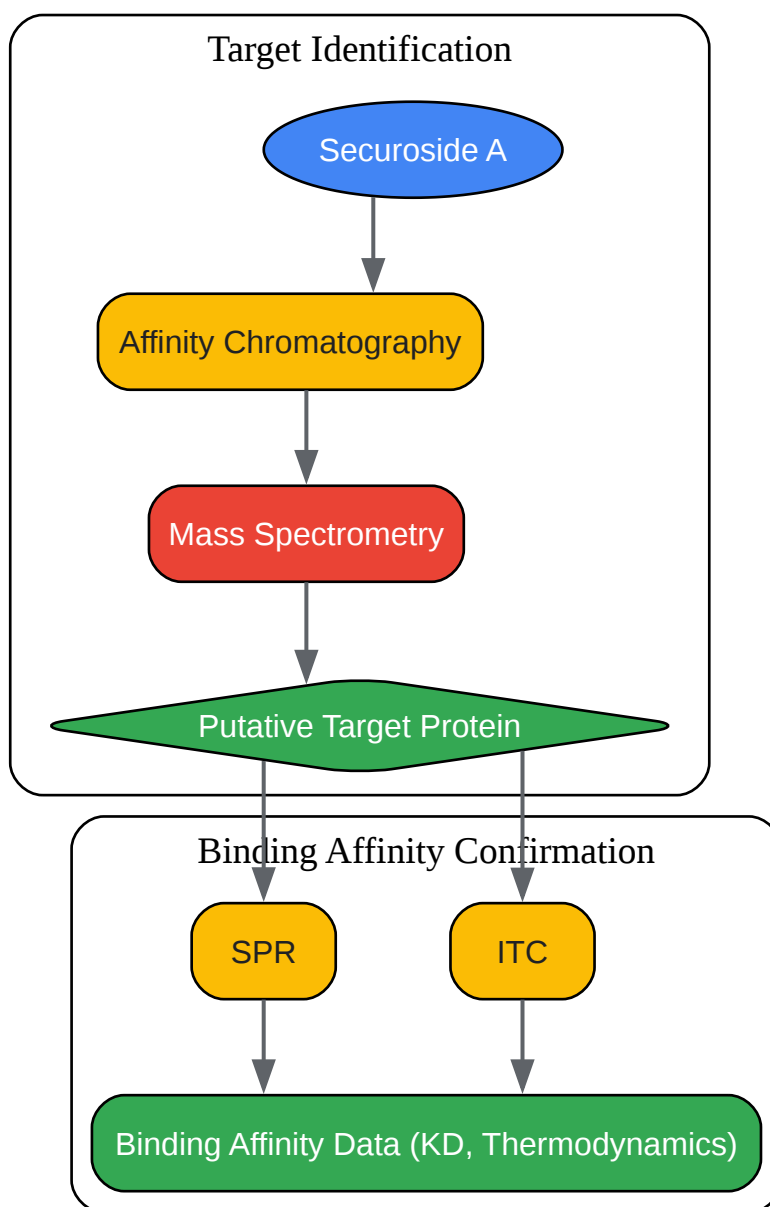 Target Identification
Securoside A
Affinity Chromatography
Mass Spectrometry
Putative Target Protein
Binding Affinity Confirmation
SPR
ITC
Binding Affinity Data (KD, Thermodynamics)